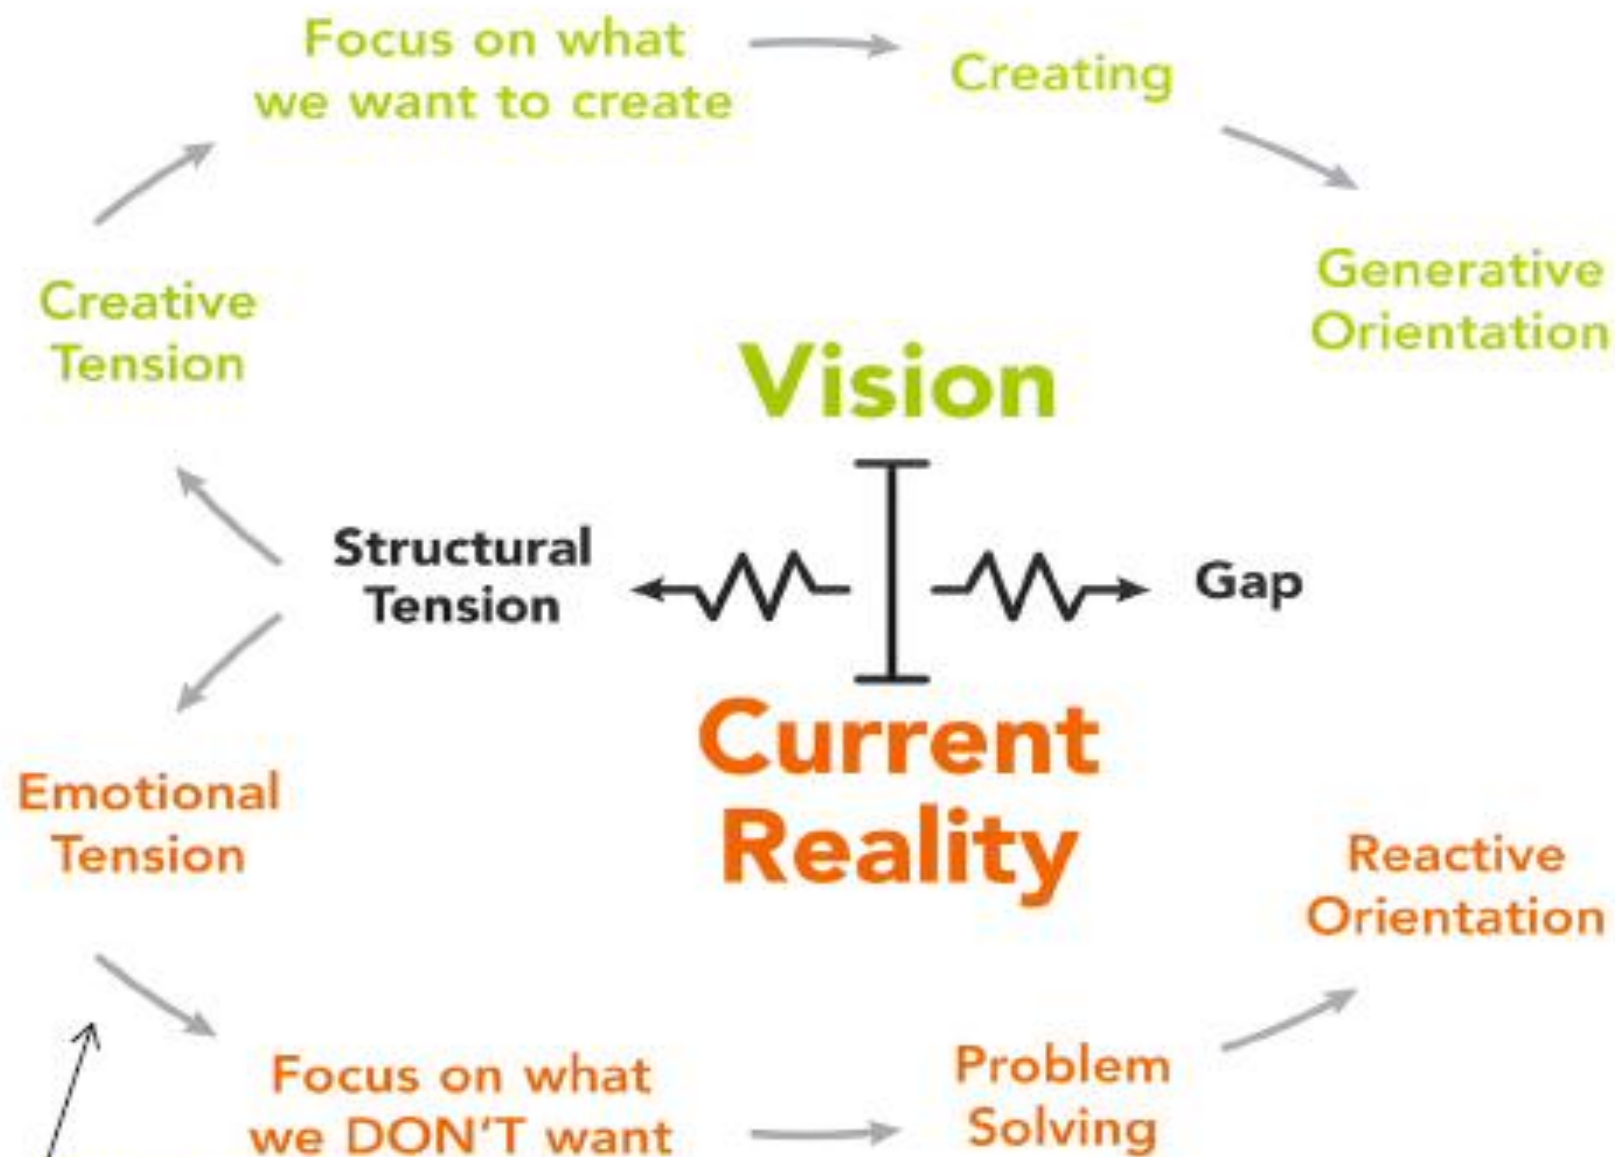 Focus on what
we want to create
Creating
Generative
Orientation
Creative
Tension
Vision
Structural
Tension
Gap
Current
Reality
Emotional
Tension
Reactive
Orientation
Focus on what
we DON'T want
Problem
Solving